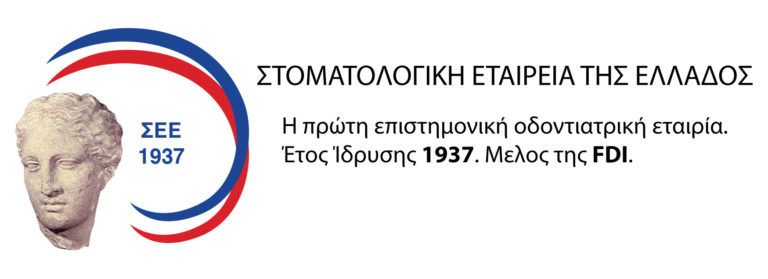 ΣΕΕ
1937
ΣΤΟΜΑΤΟΛΟΓΙΚΗ ΕΤΑΙΡΕΙΑ ΤΗΣ ΕΛΛΑΔΟΣ
Η πρώτη επιστημονική οδοντιατρική εταιρία.
Έτος Ίδρυσης 1937. Μελος της FDI.